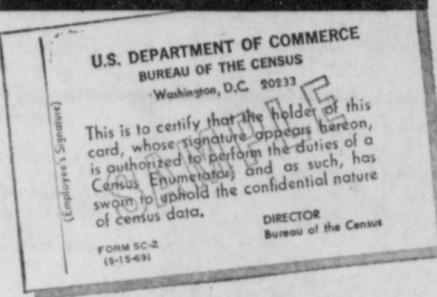 U.S. DEPARTMENT OF COMMERCE
BUREAU OF THE CENSUS
Washington, D.C. 20233
This is to certify that the holder of this
card, whose signature appears hereon,
is authorized to perform the duties of a
Census Enumerator; and as such, has
sworn to uphold the confidential nature
of census data.
DIRECTOR
Bureau of the Census
FORM SC-2
(5-15-69)
(Employee's Signature)
SAMPLE